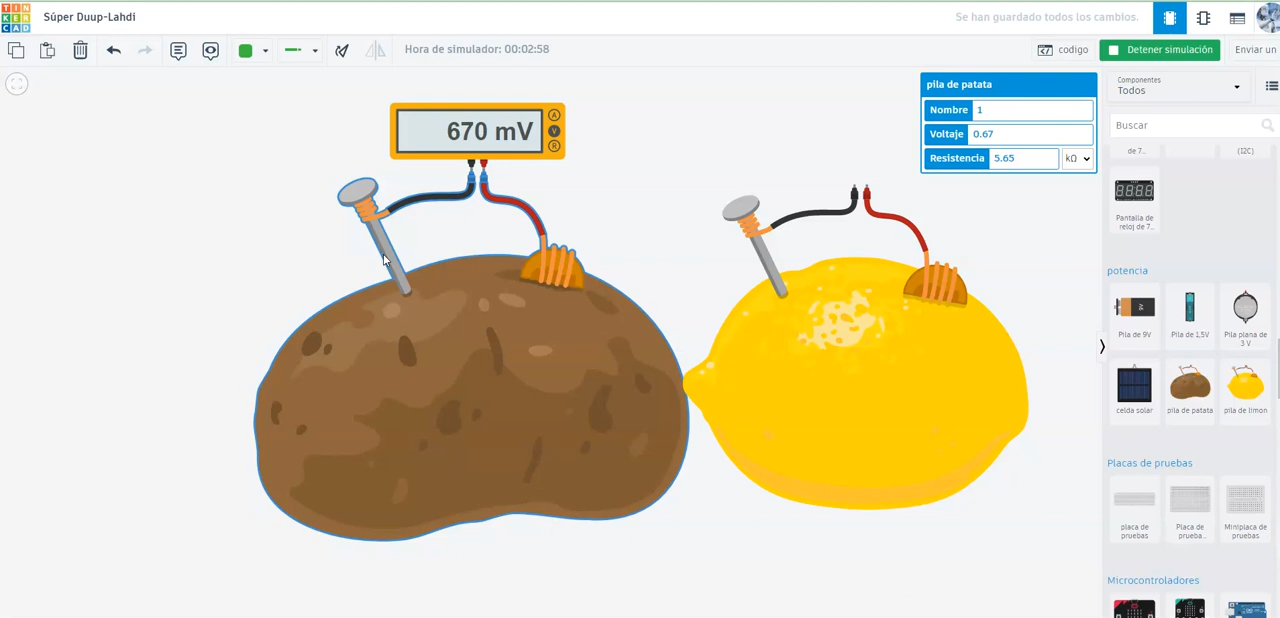 TIN
KER
CAD
Súper Duup-Lahdi
Se han guardado todos los cambios.
Hora de simulador: 00:02:58
codigo
Detener simulación
Enviar un
670 mV
A
V
R
pila de patata
Nombre 1
Voltaje 0.67
Resistencia 5.65 kΩ
Componentes
Todos
Buscar
de 7..
(I2C)
Pantalla de
reloj de 7..
potencia
Pila de 9V
Pila de 1,5V
Pila plana de
3 V
celda solar
pila de patata
pila de limon
Placas de pruebas
placa de
pruebas
Placa de
prueba..
Miniplaca de
pruebas
Microcontroladores